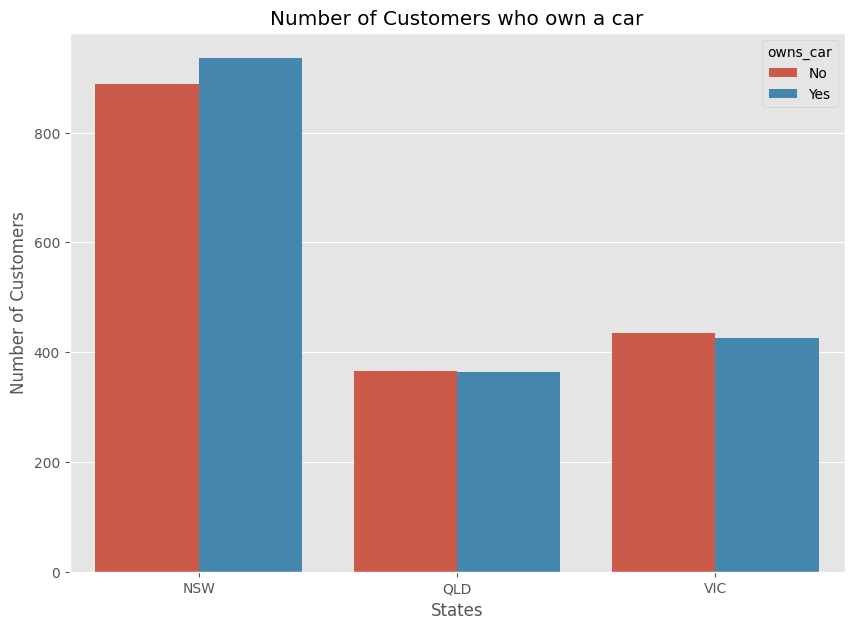 Number of Customers who own a car
owns_car
No
Yes
800
600
400
200
0
Number of Customers
NSW
QLD
VIC
States